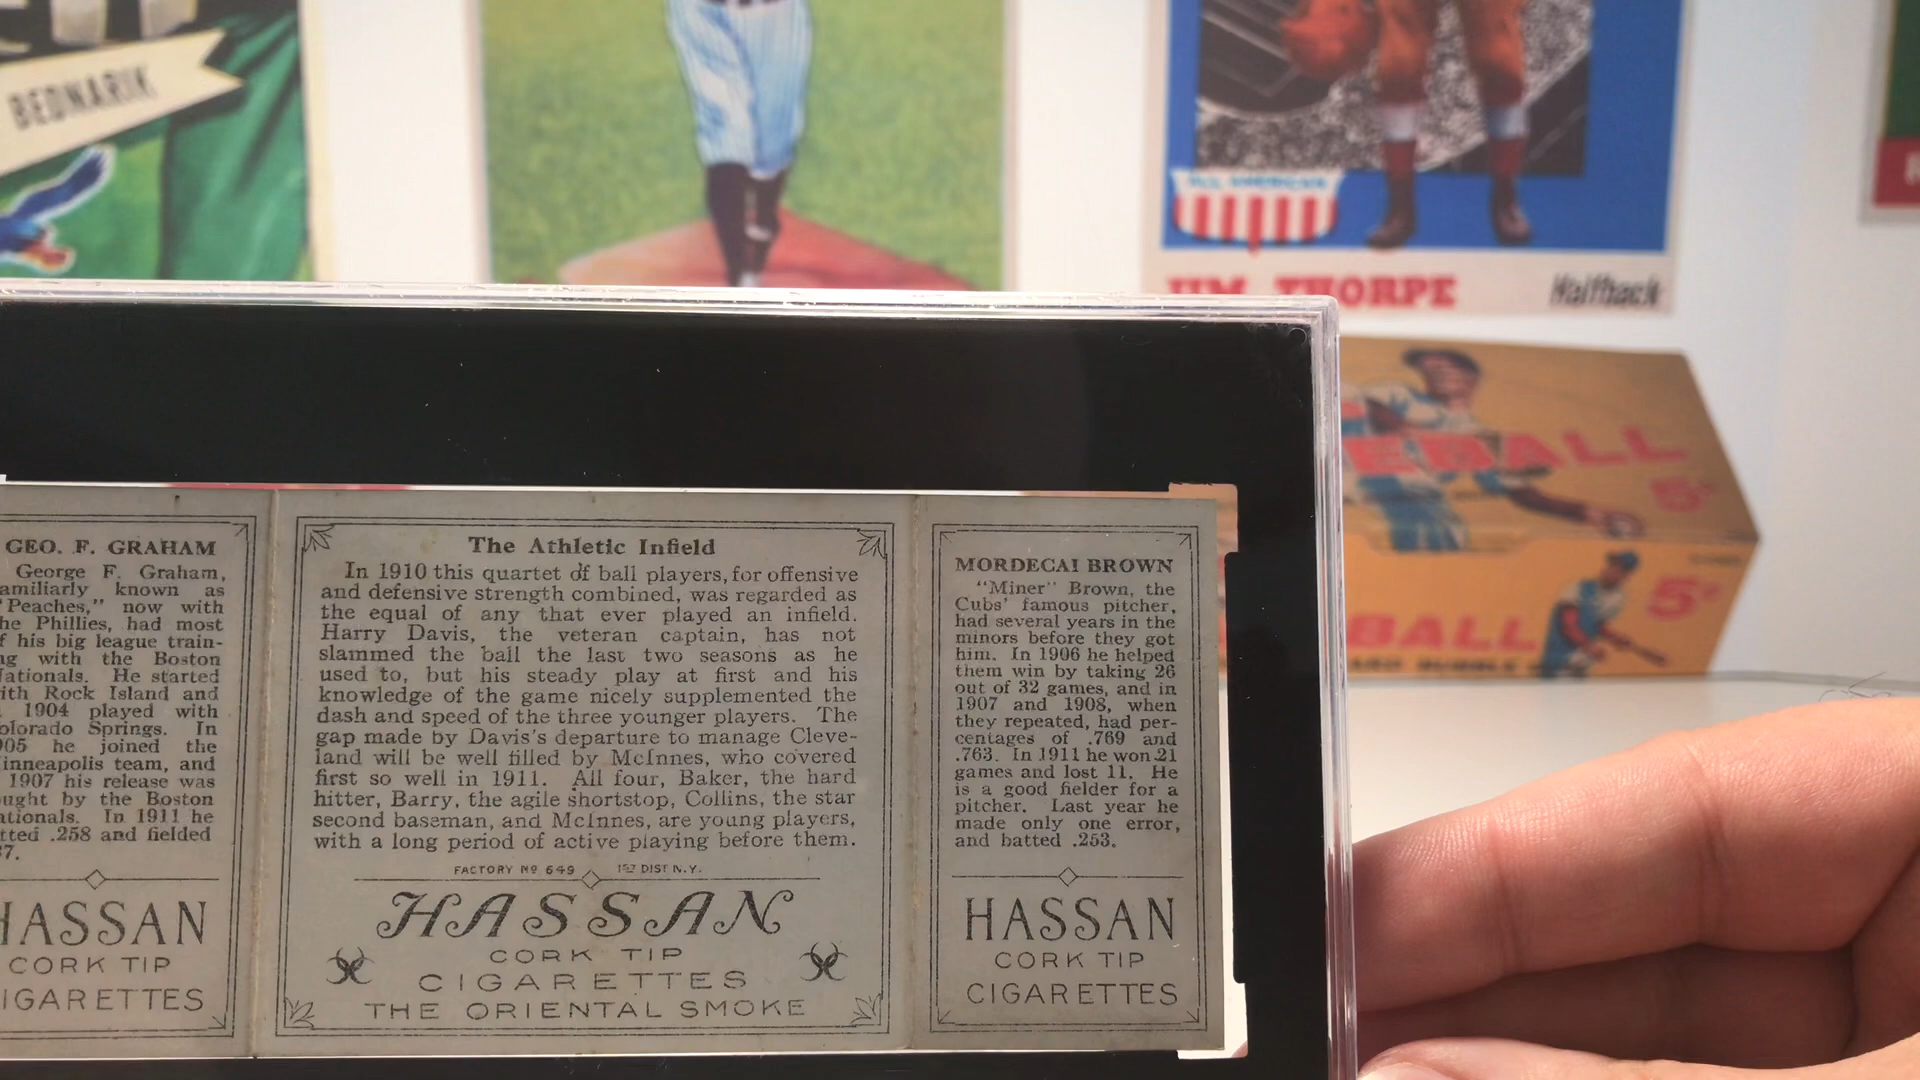 BEDNARIK
ALL AMERICAN
JIM THORPE
Halfback
EBALL
5¢
BALL
5¢
GEO. F. GRAHAM
George F. Graham,
amiliarly known as
"Peaches," now with
he Phillies, had most
f his big league train-
ng with the Boston
Nationals. He started
ith Rock Island and
1904 played with
olorado Springs. In
905 he joined the
inneapolis team, and
1907 his release was
ught by the Boston
ationals. In 1911 he
tted .258 and fielded
37.
HASSAN
CORK TIP
IGARETTES
The Athletic Infield
In 1910 this quartet of ball players, for offensive
and defensive strength combined, was regarded as
the equal of any that ever played an infield.
Harry Davis, the veteran captain, has not
slammed the ball the last two seasons as he
used to, but his steady play at first and his
knowledge of the game nicely supplemented the
dash and speed of the three younger players. The
gap made by Davis's departure to manage Cleve-
land will be well filled by McInnes, who covered
first so well in 1911. All four, Baker, the hard
hitter, Barry, the agile shortstop, Collins, the star
second baseman, and McInnes, are young players,
with a long period of active playing before them.
FACTORY No 649 1ST DIST N.Y.
HASSAN
CORK TIP
CIGARETTES
THE ORIENTAL SMOKE
MORDECAI BROWN
"Miner" Brown, the
Cubs' famous pitcher,
had several years in the
minors before they got
him. In 1906 he helped
them win by taking 26
out of 32 games, and in
1907 and 1908, when
they repeated, had per-
centages of .769 and
.763. In 1911 he won 21
games and lost 11. He
is a good fielder for a
pitcher. Last year he
made only one error,
and batted .253.
HASSAN
CORK TIP
CIGARETTES